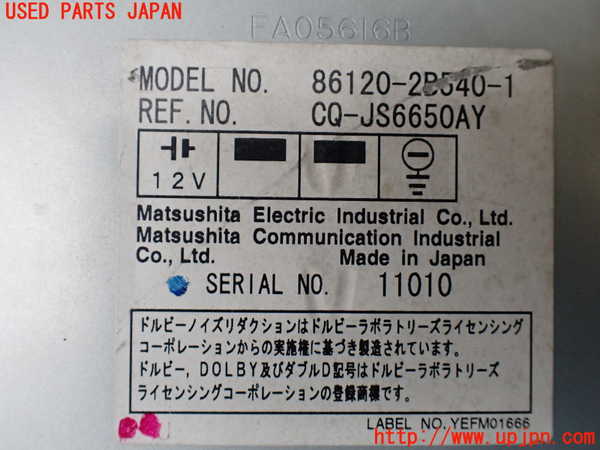 USED PARTS JAPAN
FA05616B
MODEL NO. 86120-2B540-1
REF.NO. CQ-JS6650AY
12V
Matsushita Electric Industrial Co., Ltd.
Matsushita Communication Industrial
Co., Ltd. Made in Japan
SERIAL NO. 11010
ドルビーノイズリダクションはドルビーラボラトリーズライセンシング
コーポレーションからの実施権に基づき製造されています。
ドルビー, DOLBY及びダブルD記号はドルビーラボラトリーズ
ライセンシングコーポレーションの登録商標です。
LABEL NO. YEFM01666
http://www.upjpn.com/